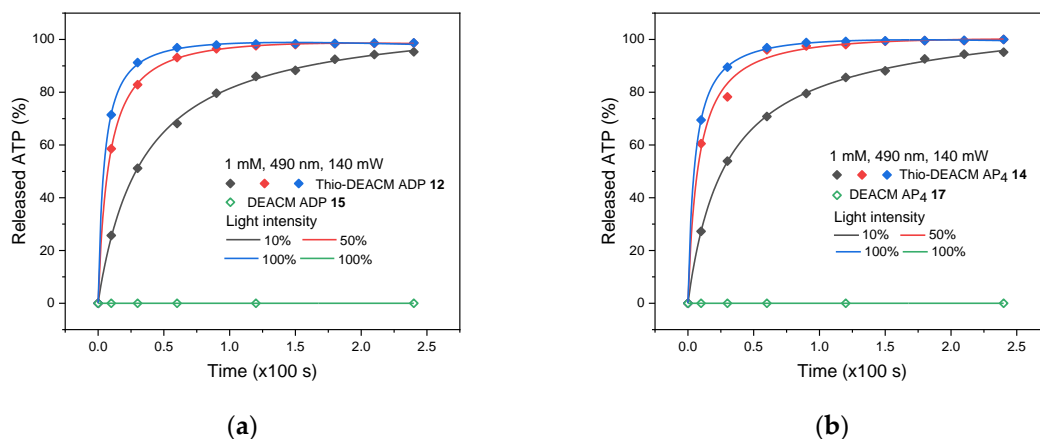 Released ATP (%)
100
80
60
40
20
0
1 mM, 490 nm, 140 mW
Thio-DEACM ADP 12
DEACM ADP 15
Light intensity
10% 50%
100% 100%
0.0 0.5 1.0 1.5 2.0 2.5
Time (x100 s)
(a)
Released ATP (%)
100
80
60
40
20
0
1 mM, 490 nm, 140 mW
Thio-DEACM AP₄ 14
DEACM AP₄ 17
Light intensity
10% 50%
100% 100%
0.0 0.5 1.0 1.5 2.0 2.5
Time (x100 s)
(b)